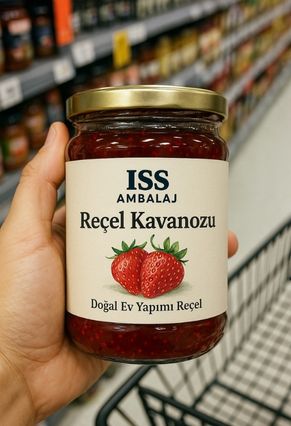 ISS
AMBALAJ
Reçel Kavanozu
Doğal Ev Yapımı Reçel